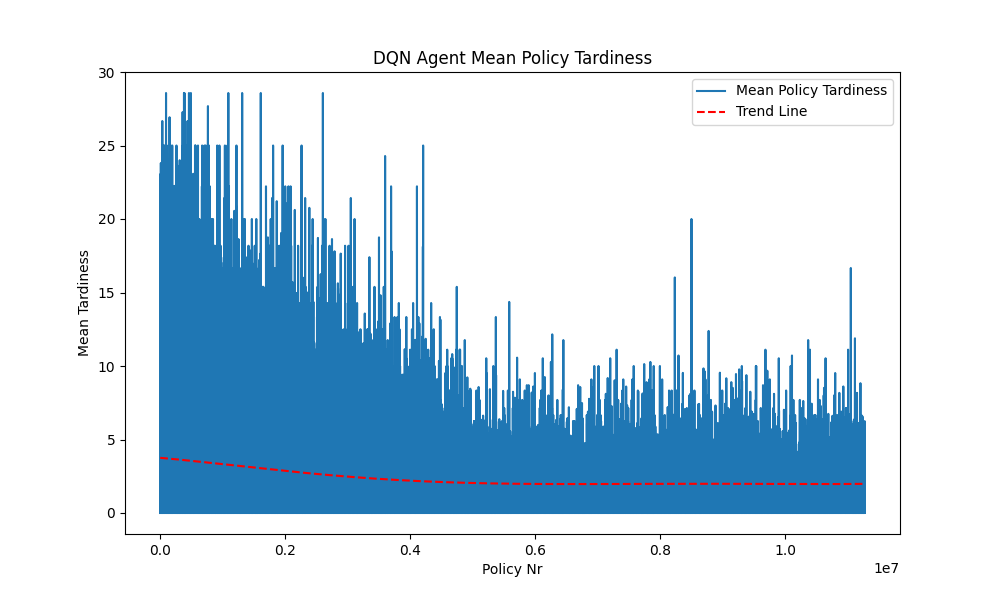 DQN Agent Mean Policy Tardiness
Mean Policy Tardiness
Trend Line
Mean Tardiness
30
25
20
15
10
5
0
0.0 0.2 0.4 0.6 0.8 1.0
1e7
Policy Nr